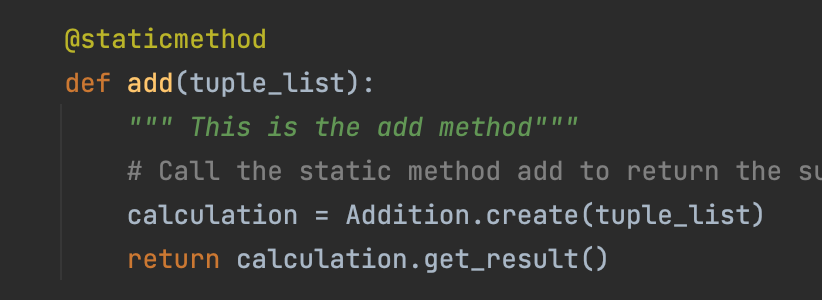 @staticmethod
def add(tuple_list):
""" This is the add method"""
# Call the static method add to return the
calculation = Addition.create(tuple_list)
return calculation.get_result()